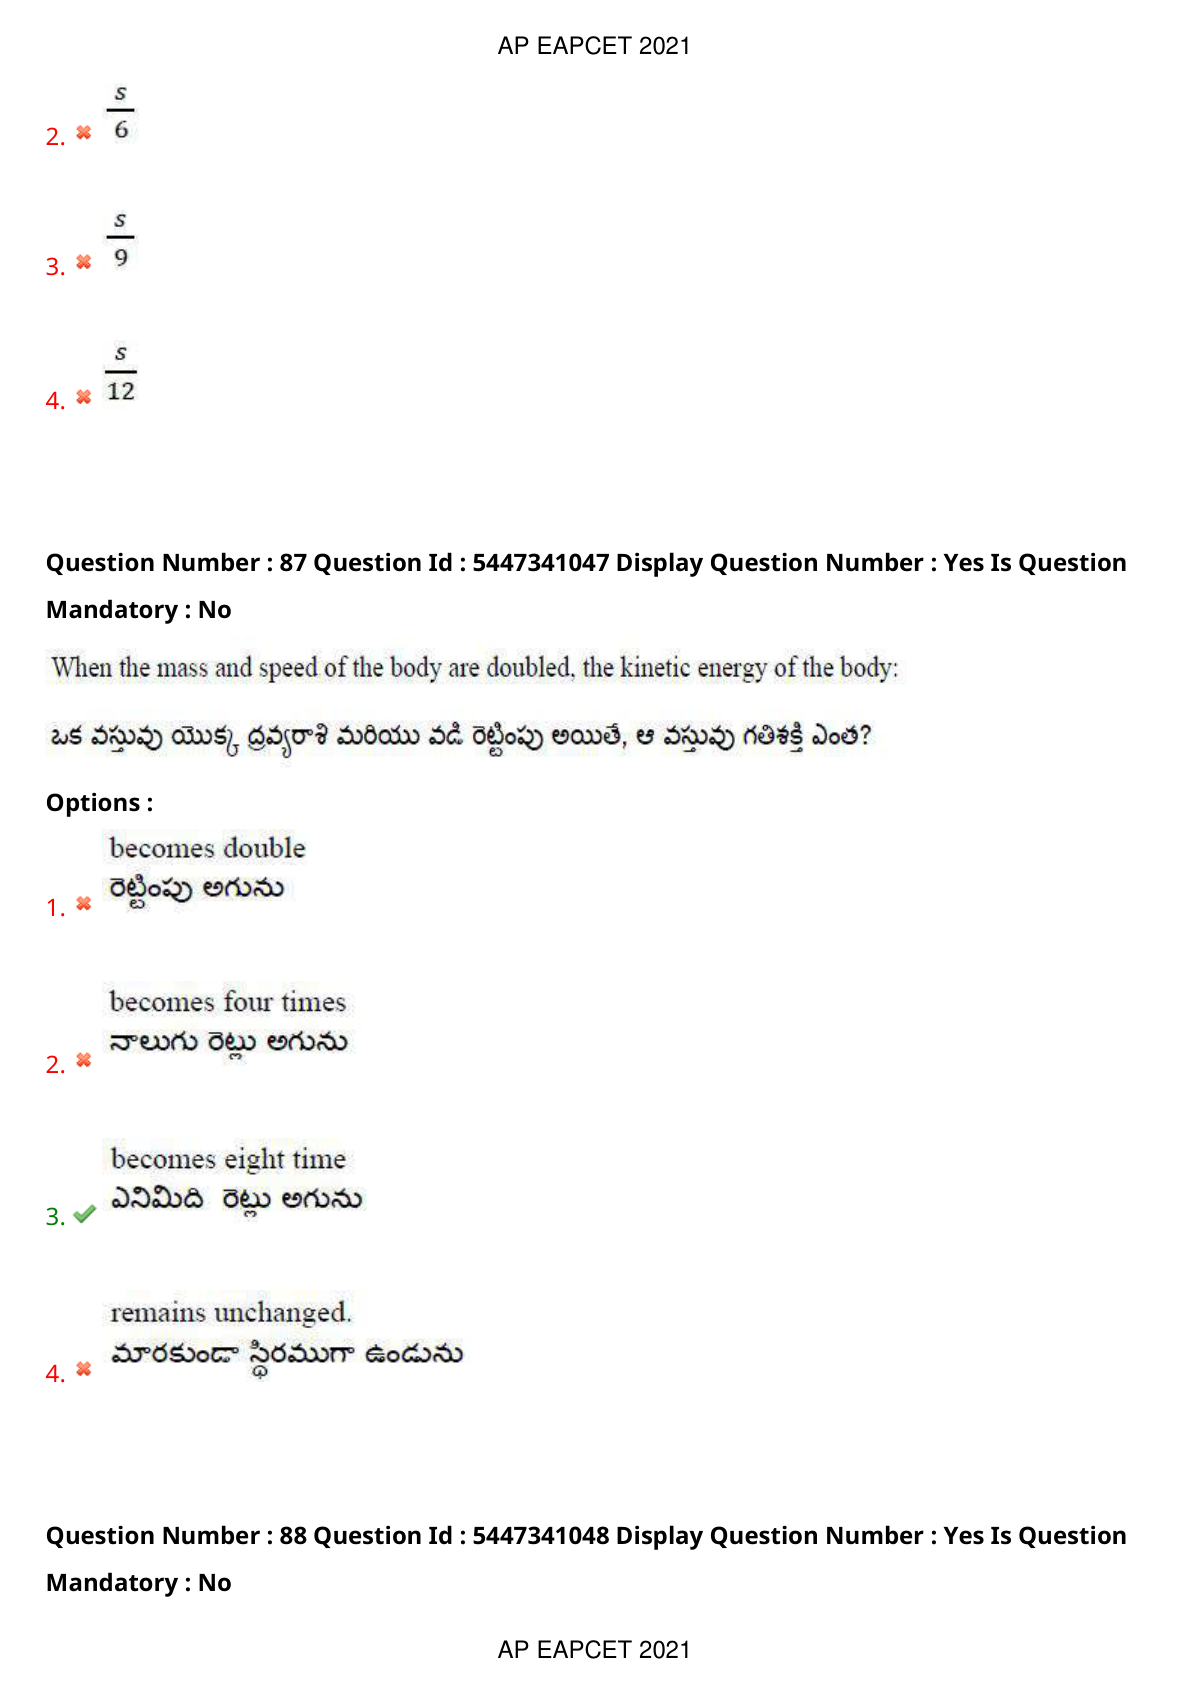 AP EAPCET 2021
s
6
2.
s
9
3.
s
12
4.
Question Number : 87 Question Id : 5447341047 Display Question Number : Yes Is Question
Mandatory : No
When the mass and speed of the body are doubled, the kinetic energy of the body:
ఒక వస్తువు యొక్క ద్రవ్యరాశి మరియు వడి రెట్టింపు అయితే, ఆ వస్తువు గతిశక్తి ఎంత?
Options :
becomes double
రెట్టింపు అగును
1.
becomes four times
నాలుగు రెట్లు అగును
2.
becomes eight time
ఎనిమిది రెట్లు అగును
3.
remains unchanged.
మారకుండా స్థిరముగా ఉండును
4.
Question Number : 88 Question Id : 5447341048 Display Question Number : Yes Is Question
Mandatory : No
AP EAPCET 2021